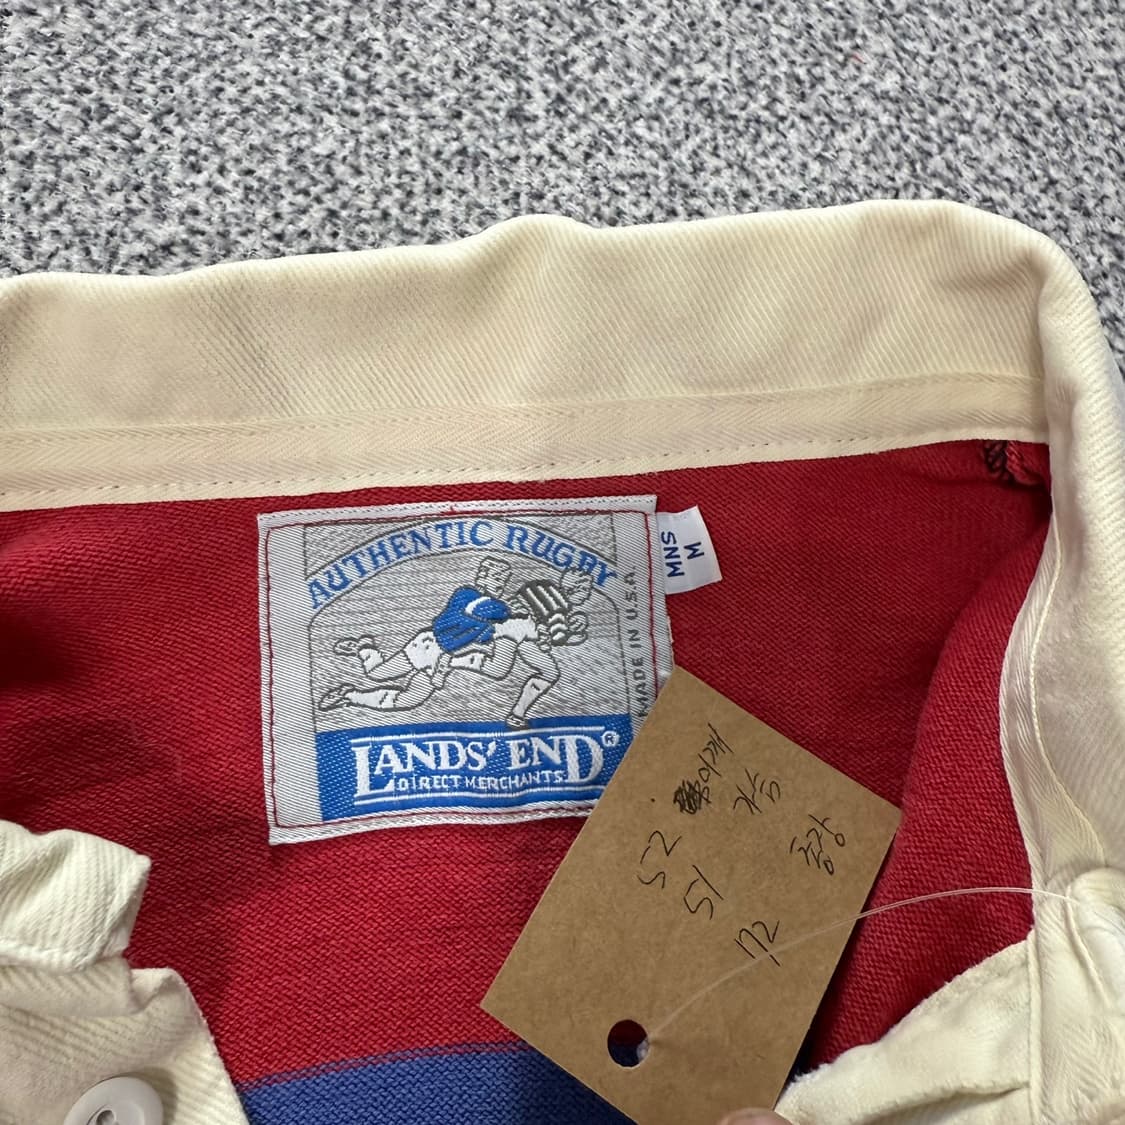 AUTHENTIC RUGBY
MADE IN U.S.A
LANDS' END®
DIRECT MERCHANTS
MNS
M
어깨 52
가슴 51
총장 72